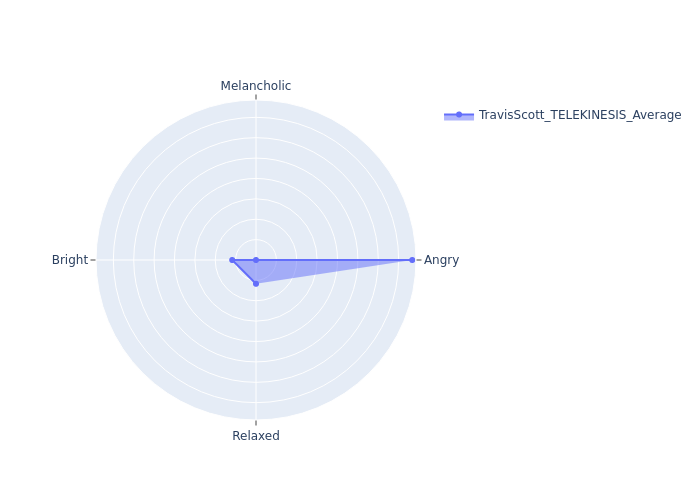 Melancholic
TravisScott_TELEKINESIS_Average
Bright
Angry
Relaxed